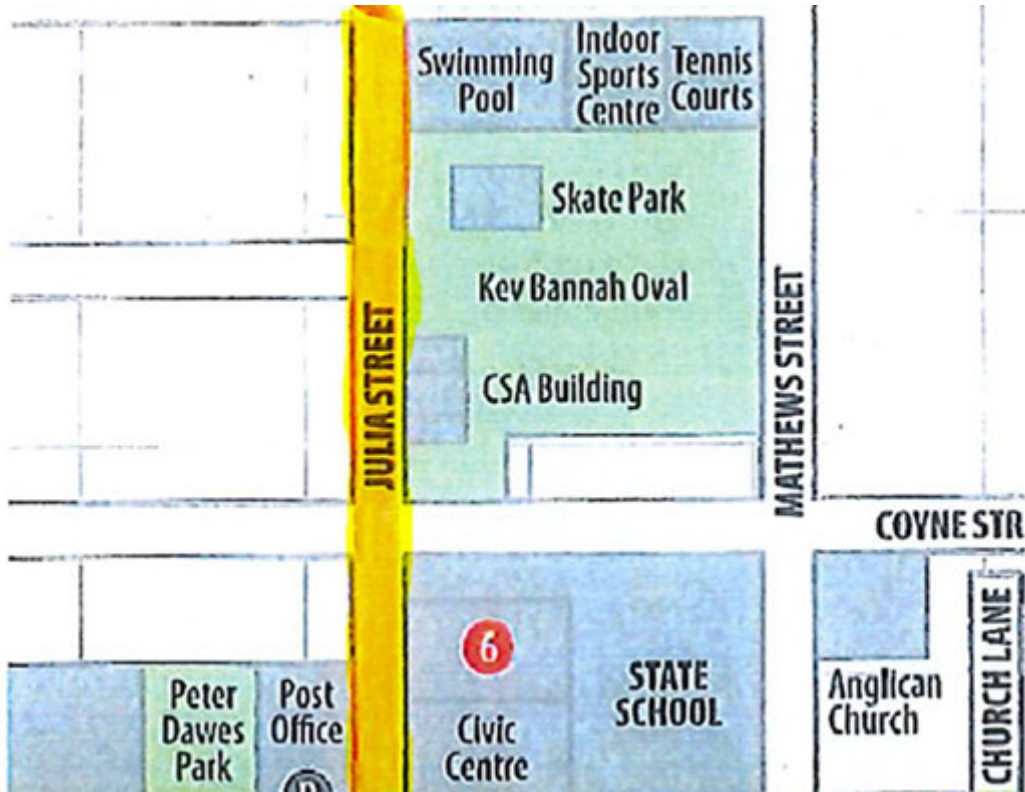 Swimming
Pool
Indoor
Sports
Centre
Tennis
Courts
Skate Park
Kev Bannah Oval
CSA Building
JULIA STREET
MATHEWS STREET
COYNE STR
6
STATE
SCHOOL
Civic
Centre
Peter
Dawes
Park
Post
Office
Anglican
Church
CHURCH LANE